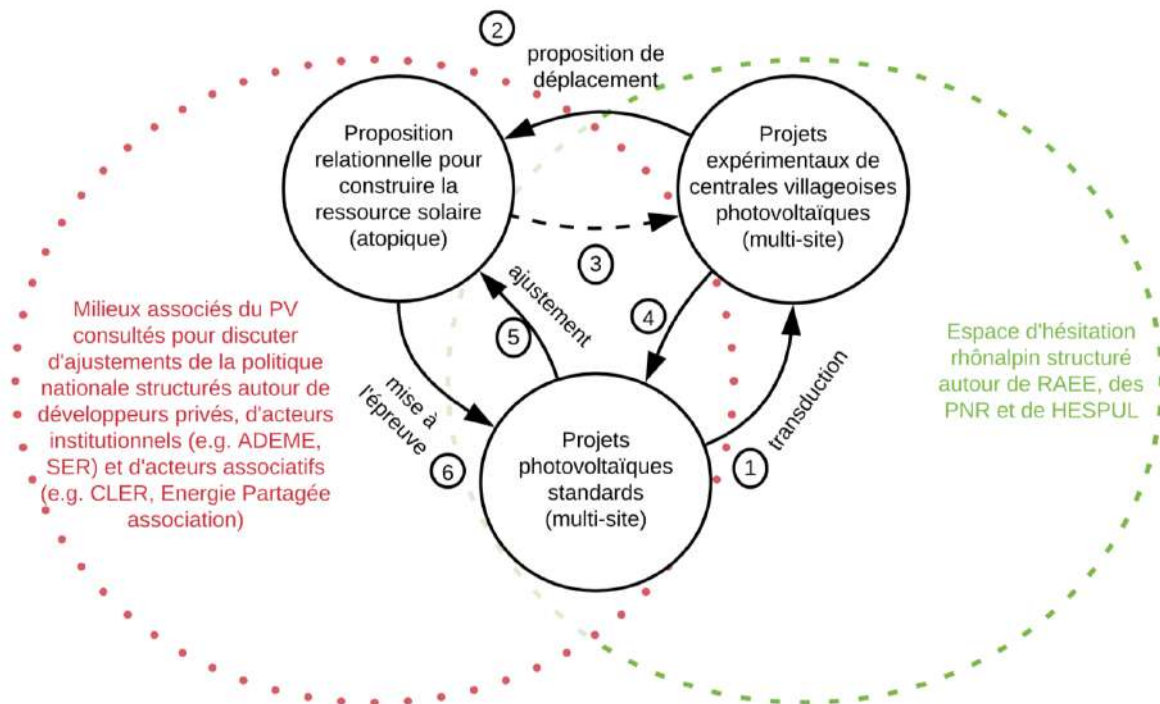 2
proposition de
déplacement
Proposition
relationnelle pour
construire la
ressource solaire
(atopique)
Projets
expérimentaux de
centrales villageoises
photovoltaïques
(multi-site)
3
ajustement
4
5
Milieux associés du PV
consultés pour discuter
d'ajustements de la politique
nationale structurés autour de
développeurs privés, d'acteurs
institutionnels (e.g. ADEME,
SER) et d'acteurs associatifs
(e.g. CLER, Energie Partagée
association)
Espace d'hésitation
rhônalpin structuré
autour de RAEE, des
PNR et de HESPUL
mise à
l'épreuve
6
Projets
photovoltaïques
standards
(multi-site)
1
transduction